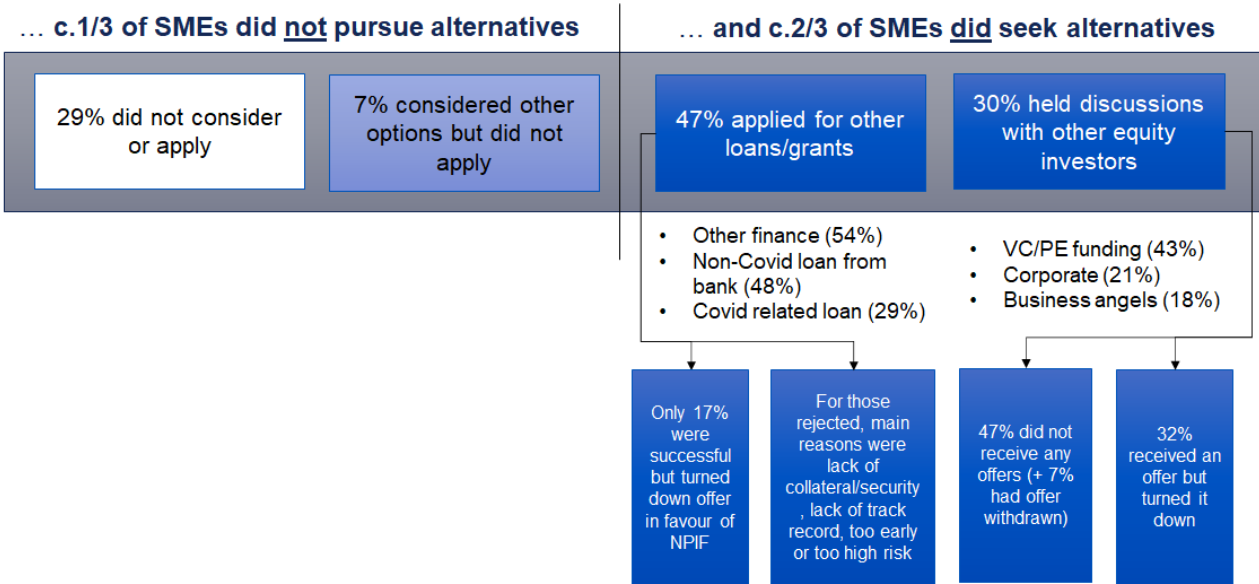 ... c.1/3 of SMEs did not pursue alternatives
... and c.2/3 of SMEs did seek alternatives
29% did not consider
or apply
7% considered other
options but did not
apply
47% applied for other
loans/grants
30% held discussions
with other equity
investors
• Other finance (54%)
• Non-Covid loan from
bank (48%)
• Covid related loan (29%)
• VC/PE funding (43%)
• Corporate (21%)
• Business angels (18%)
Only 17%
were
successful
but turned
down offer
in favour of
NPIF
For those
rejected, main
reasons were
lack of
collateral/security
, lack of track
record, too early
or too high risk
47% did not
receive any
offers (+ 7%
had offer
withdrawn)
32%
received an
offer but
turned it
down